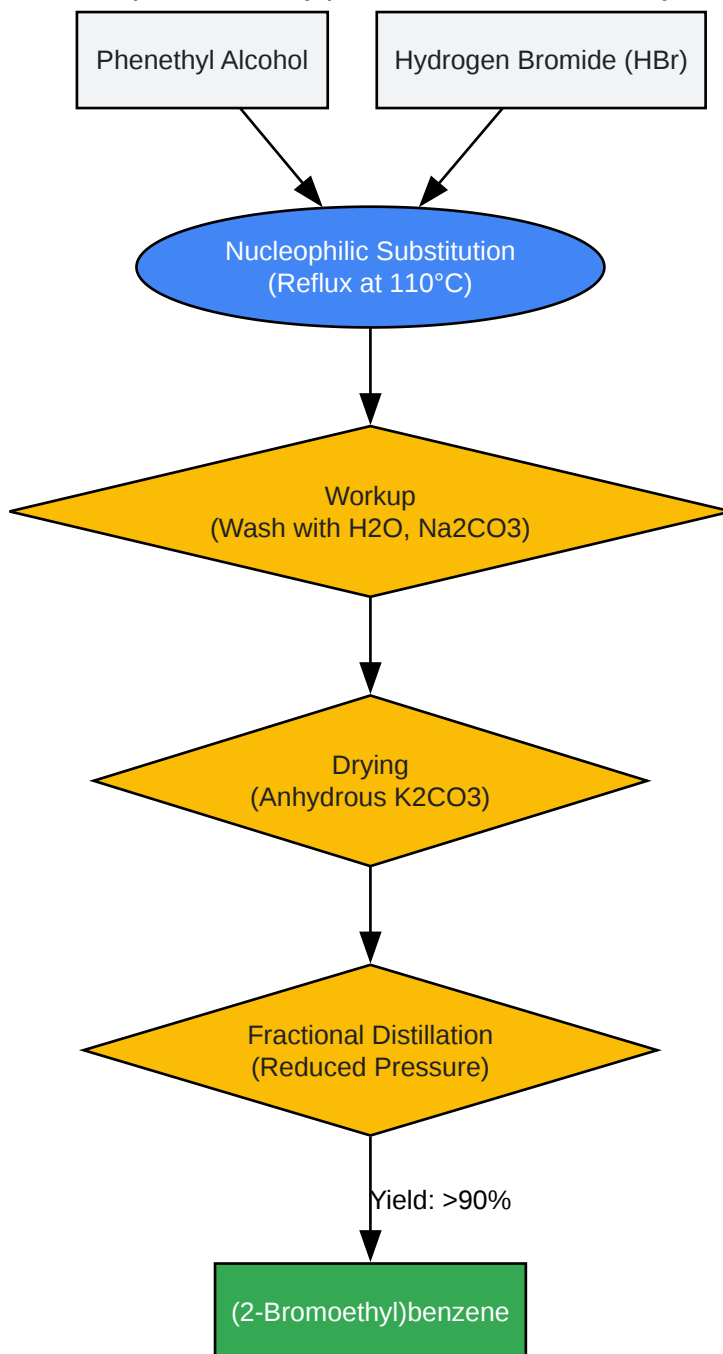 Phenethyl Alcohol
Hydrogen Bromide (HBr)
Nucleophilic Substitution
(Reflux at 110°C)
Workup
(Wash with H2O, Na2CO3)
Drying
(Anhydrous K2CO3)
Fractional Distillation
(Reduced Pressure)
Yield: >90%
(2-Bromoethyl)benzene